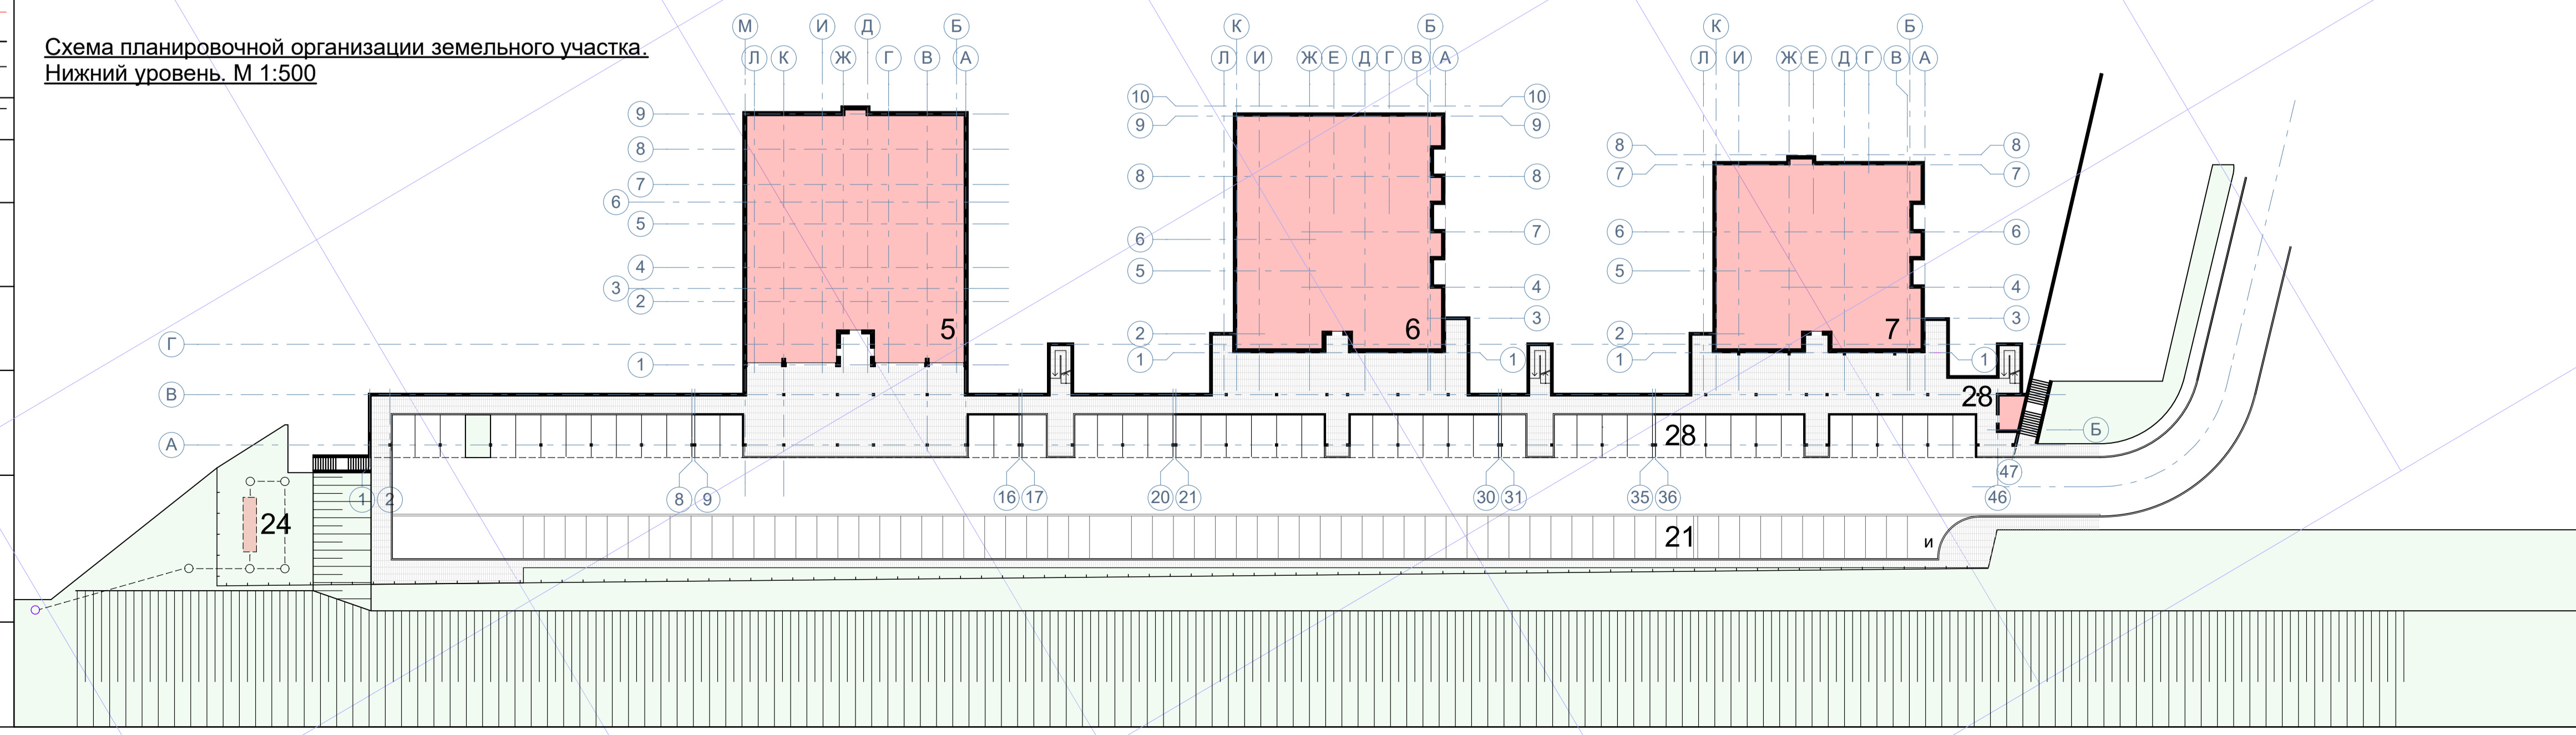 Схема планировочной организации земельного участка.
Нижний уровень. М 1:500
М И Д Б
Л К Ж Г В А
К Б
Л И Ж Е Д Г В А
К Б
Л И Ж Е Д Г В А
9
8
7
6
5
4
3
2
1
5
10 10
9 9
8 8
7
6
5
4
3
2
1 1
6
8 8
7 7
6 6
5
4
3
2
1 1
7
Г
В
А
Б
28
28
24
21
и
1 2 8 9 16 17 20 21 30 31 35 36 46 47